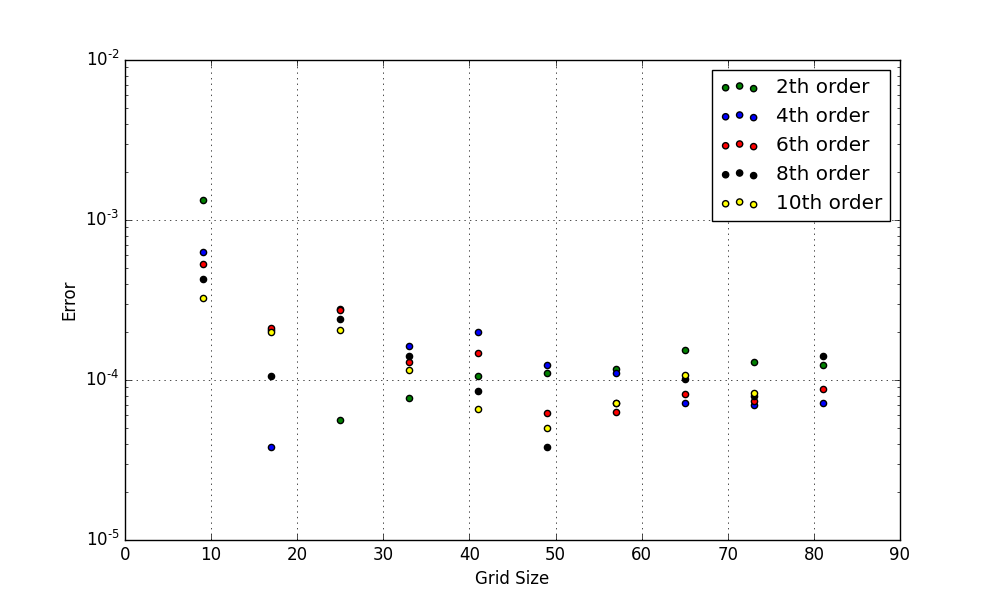 10^-2
10^-3
10^-4
10^-5
Error
0 10 20 30 40 50 60 70 80 90
Grid Size
2th order
4th order
6th order
8th order
10th order